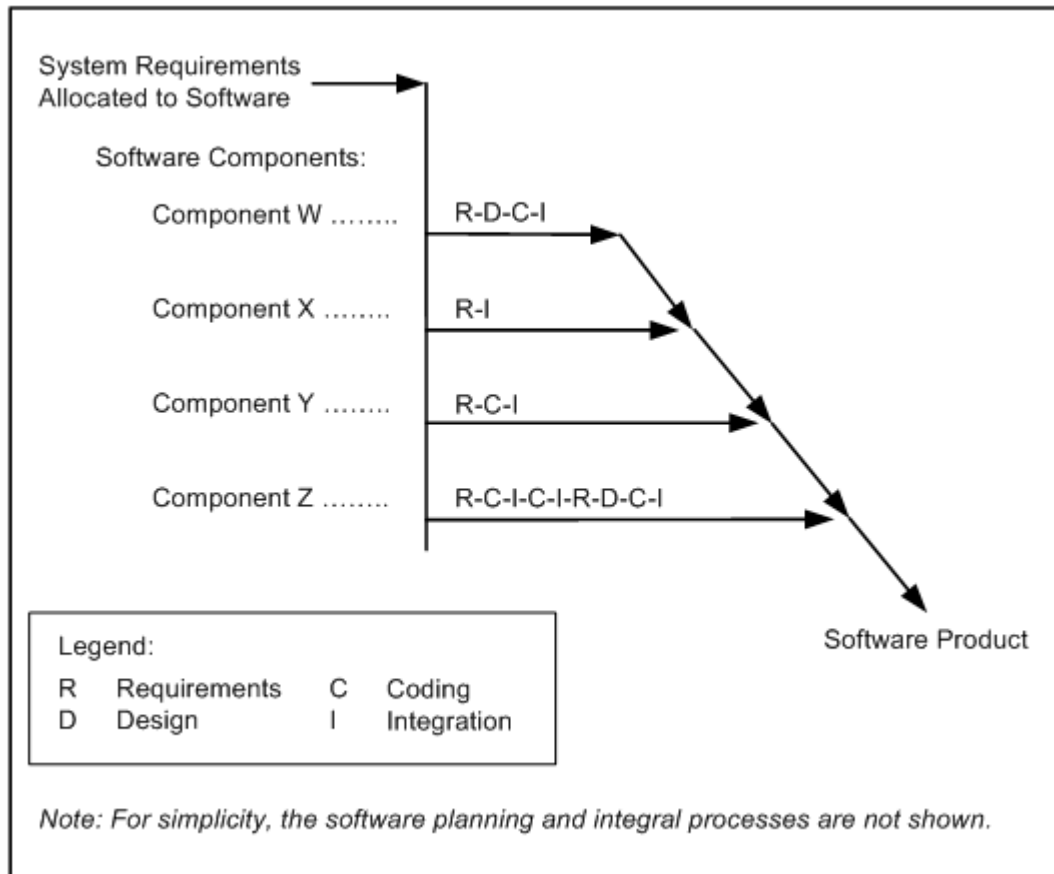 System Requirements
Allocated to Software
Software Components:
Component W ........ R-D-C-I
Component X ........ R-I
Component Y ........ R-C-I
Component Z ........ R-C-I-C-I-R-D-C-I
Software Product
Legend:
R Requirements C Coding
D Design I Integration
Note: For simplicity, the software planning and integral processes are not shown.